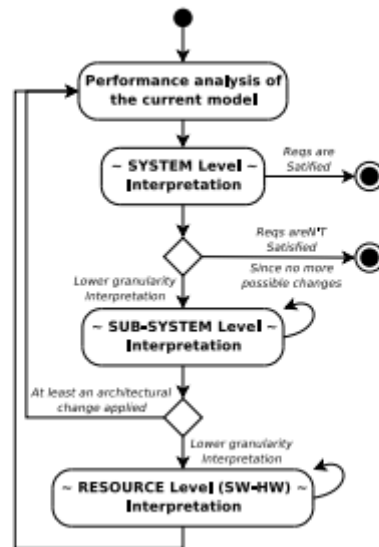 Performance analysis of
the current model
~ SYSTEM Level ~
Interpretation
Reqs are
Satified
Reqs areN'T
Satisfied
Since no more
possible changes
Lower granularity
Interpretation
~ SUB-SYSTEM Level ~
Interpretation
At least an architectural
change applied
Lower granularity
Interpretation
~ RESOURCE Level (SW-HW) ~
Interpretation